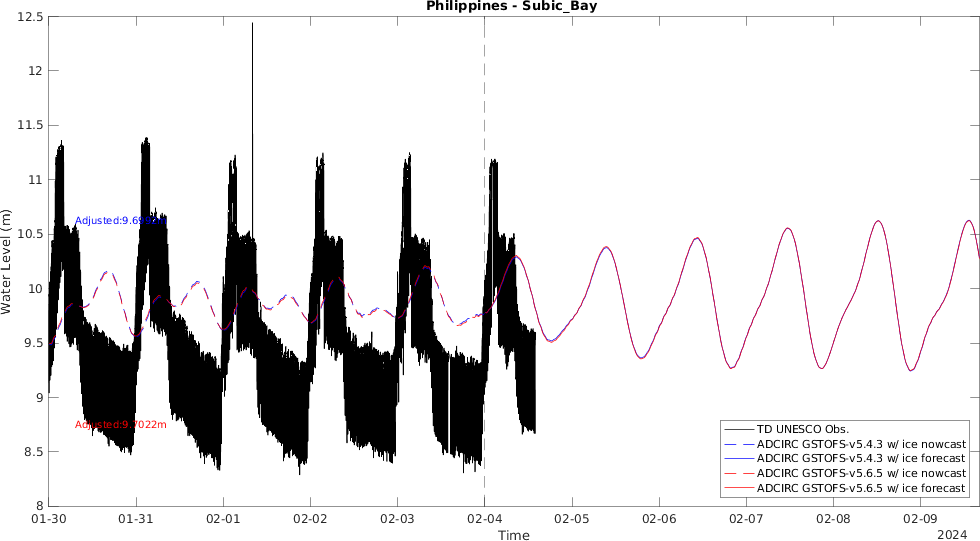 Philippines - Subic_Bay
12.5
12
11.5
11
10.5
10
9.5
9
8.5
8
Water Level (m)
Adjusted:9.7022m
TD UNESCO Obs.
ADCIRC GSTOFS-v5.4.3 w/ ice nowcast
ADCIRC GSTOFS-v5.4.3 w/ ice forecast
ADCIRC GSTOFS-v5.6.5 w/ ice nowcast
ADCIRC GSTOFS-v5.6.5 w/ ice forecast
01-30 01-31 02-01 02-02 02-03 02-04 02-05 02-06 02-07 02-08 02-09
Time
2024